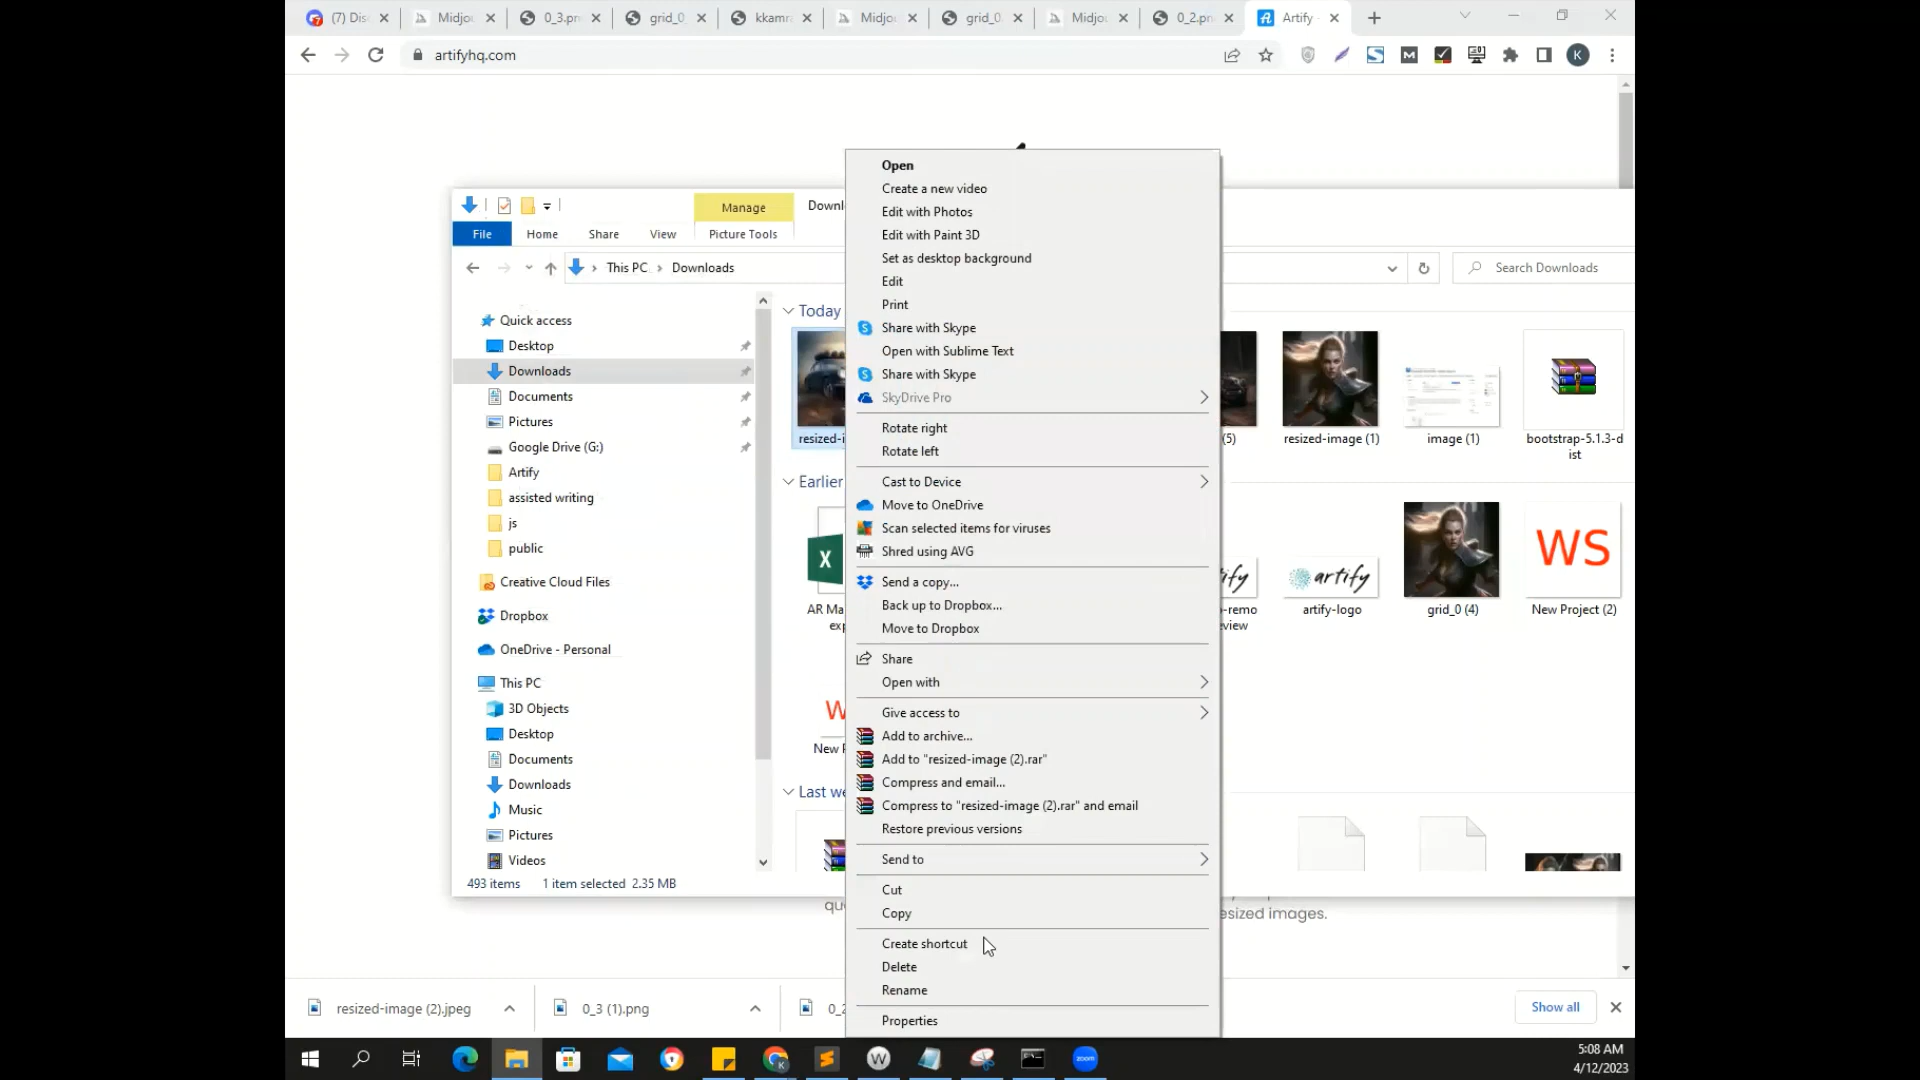 (7) Dis
Midjo
0_3.pn
grid_0
kkamra
Midjo
grid_0
Midjo
0_2.pn
Artify
artifyhq.com
M
K
Manage
Downl
File
Home
Share
View
Picture Tools
This PC
Downloads
Search Downloads
Quick access
Desktop
Downloads
Documents
Pictures
Google Drive (G:)
Artify
assisted writing
js
public
Creative Cloud Files
Dropbox
OneDrive - Personal
This PC
3D Objects
Desktop
Documents
Downloads
Music
Pictures
Videos
493 items
1 item selected 2.35 MB
Today
resized-i
Earlier
X
AR Ma
exp
W
New P
Last we
Open
Create a new video
Edit with Photos
Edit with Paint 3D
Set as desktop background
Edit
Print
Share with Skype
Open with Sublime Text
Share with Skype
SkyDrive Pro
Rotate right
Rotate left
Cast to Device
Move to OneDrive
Scan selected items for viruses
Shred using AVG
Send a copy...
Back up to Dropbox...
Move to Dropbox
Share
Open with
Give access to
Add to archive...
Add to "resized-image (2).rar"
Compress and email...
Compress to "resized-image (2).rar" and email
Restore previous versions
Send to
Cut
Copy
Create shortcut
Delete
Rename
Properties
(5)
resized-image (1)
image (1)
bootstrap-5.1.3-d
ist
ify
-remo
view
artify
artify-logo
grid_0 (4)
WS
New Project (2)
qu
esized images.
resized-image (2).jpeg
0_3 (1).png
0_2
Show all
W
zoom
5:08 AM
4/12/2023